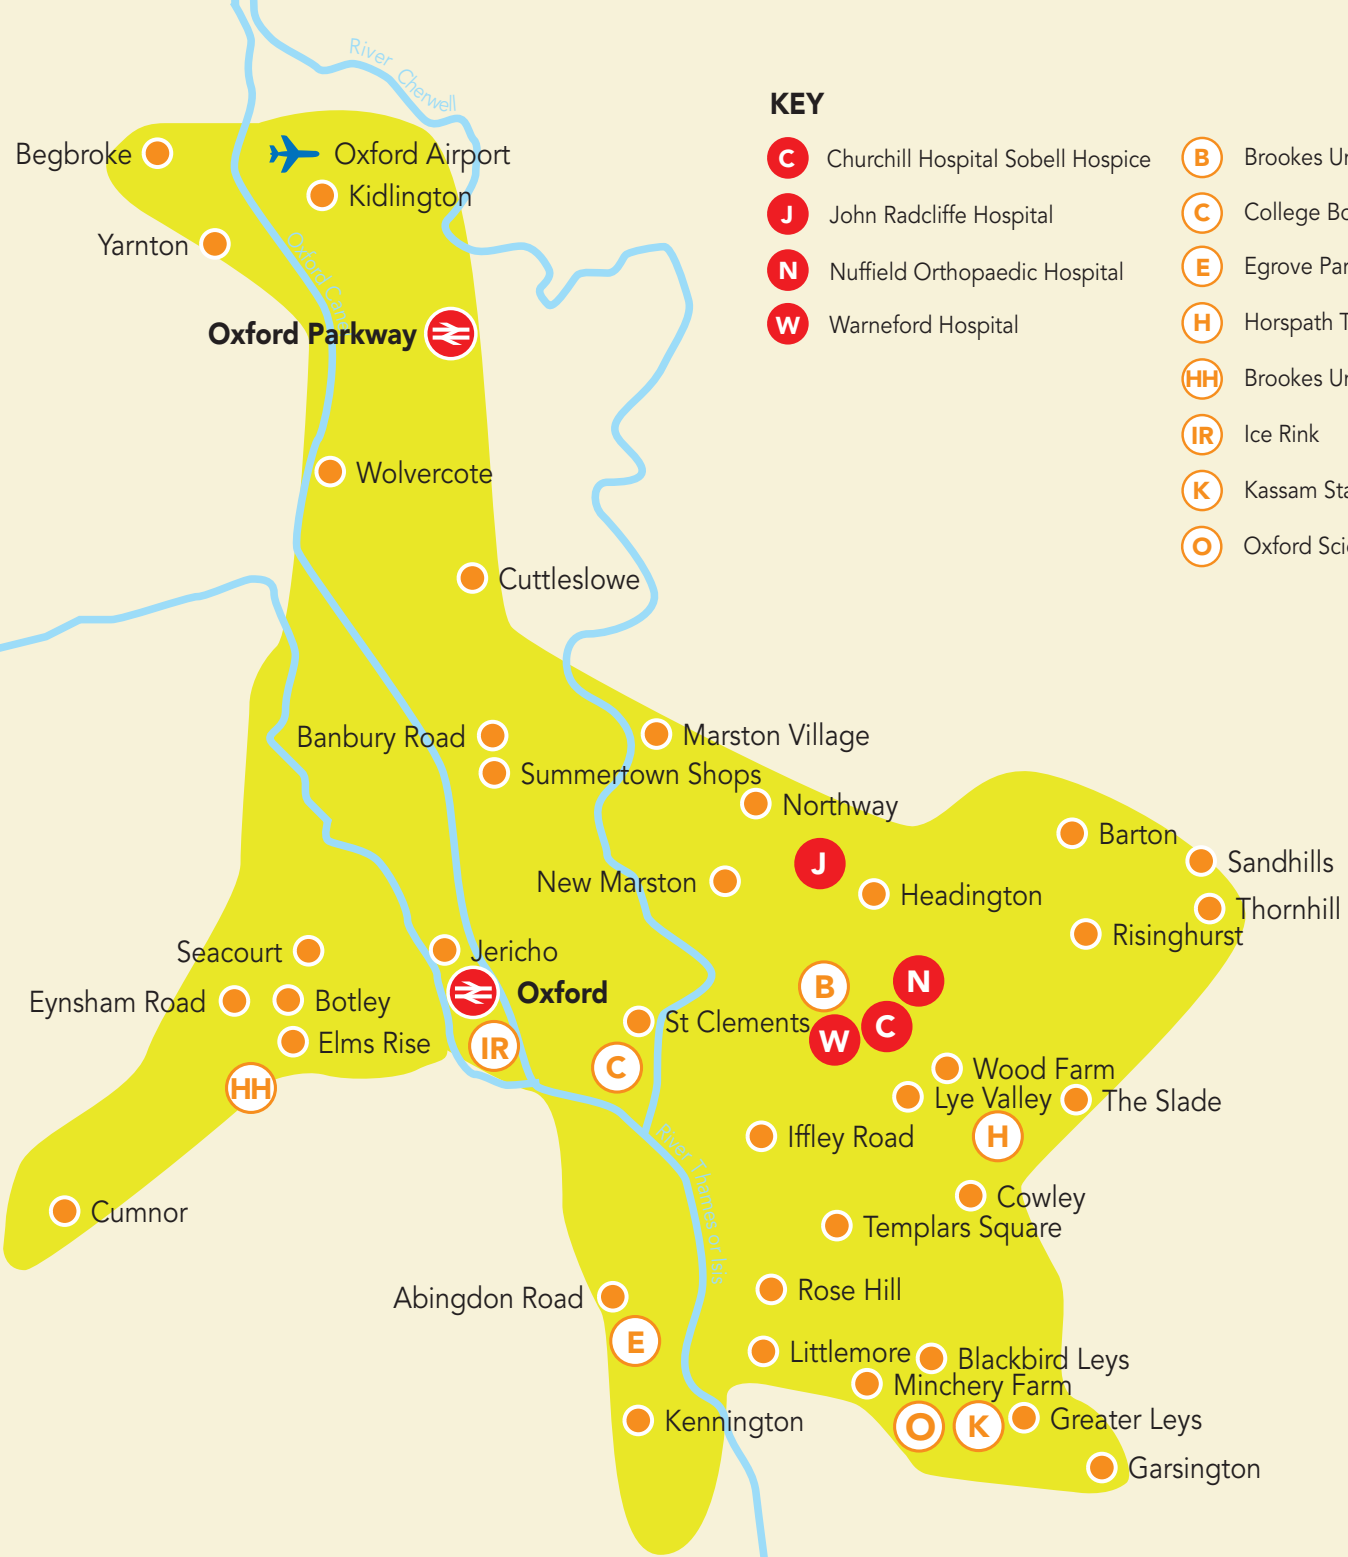 River Cherwell
KEY
C Churchill Hospital Sobell Hospice
J John Radcliffe Hospital
N Nuffield Orthopaedic Hospital
W Warneford Hospital
B Brookes
C College
E Egrove
H Horspath
HH Brookes
IR Ice Rink
K Kassam
O Oxford
Begbroke
Oxford Airport
Kidlington
Yarnton
Oxford
Oxford Parkway
Wolvercote
Cuttleslowe
Banbury Road
Marston Village
Summertown Shops
Northway
Barton
J
Sandhills
New Marston
Headington
Thornhill
Risinghurst
Seacourt
Jericho
Oxford
B
N
Eynsham Road
Botley
St Clements
C
W
Elms Rise
IR
C
HH
Wood Farm
Lye Valley
The Slade
Iffley Road
H
River Thames or Isis
Cowley
Cumnor
Templars Square
Rose Hill
Abingdon Road
E
Littlemore
Blackbird Leys
Minchery Farm
Kennington
O
K
Greater Leys
Garsington